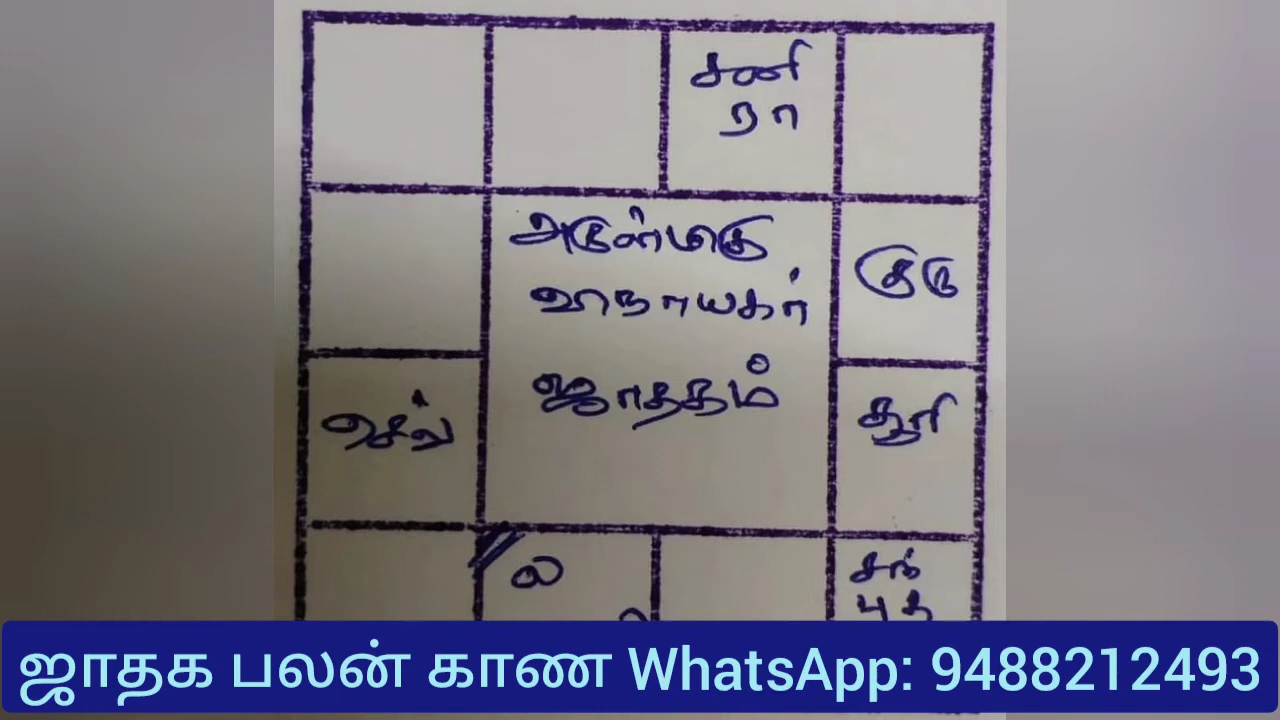 சனி
ரா
அருள்மிகு
விநாயகர்
ஜாதகம்
குரு
செவ்
சூரி
ல
சந்
புத
ஜாதக பலன் காண WhatsApp: 9488212493